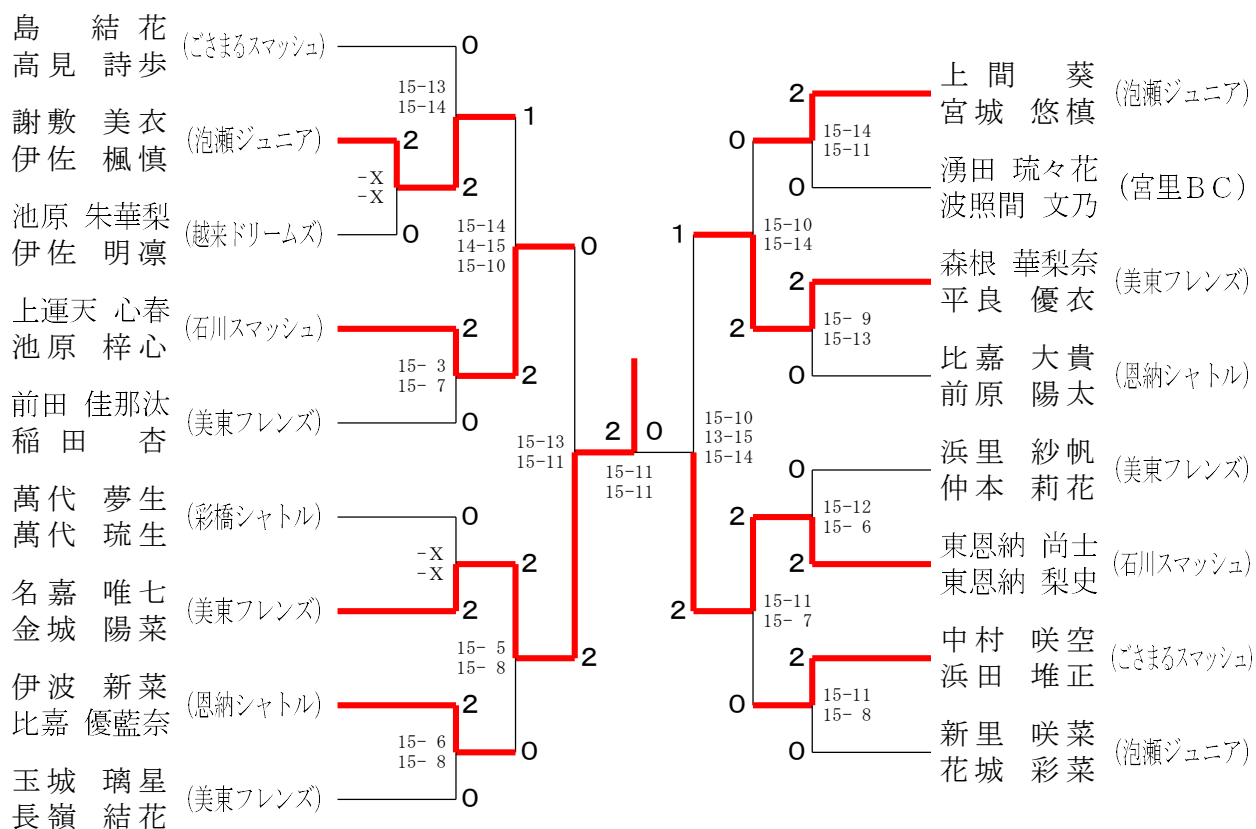 島 結花
高見 詩歩
(ごさまるスマッシュ)
0
15-13
15-14
1
謝敷 美衣
伊佐 楓慎
(泡瀬ジュニア)
2
-X
-X
2
池原 朱華梨
伊佐 明凛
(越来ドリームズ)
0
15-14
14-15
15-10
0
上運天 心春
池原 梓心
(石川スマッシュ)
2
15- 3
15- 7
2
前田 佳那汰
稲田 杏
(美東フレンズ)
0
15-13
15-11
萬代 夢生
萬代 琉生
(彩橋シャトル)
0
-X
-X
2
名嘉 唯七
金城 陽菜
(美東フレンズ)
2
15- 5
15- 8
2
伊波 新菜
比嘉 優藍奈
(恩納シャトル)
2
15- 6
15- 8
0
玉城 璃星
長嶺 結花
(美東フレンズ)
0
2 0
15-11
15-11
上間 葵
宮城 悠槙
(泡瀬ジュニア)
2
0
15-14
15-11
湧田 琉々花
波照間 文乃
(宮里BC)
0
1
15-10
15-14
森根 華梨奈
平良 優衣
(美東フレンズ)
2
2
15- 9
15-13
比嘉 大貴
前原 陽太
(恩納シャトル)
0
15-10
13-15
15-14
浜里 紗帆
仲本 莉花
(美東フレンズ)
0
2
15-12
15- 6
東恩納 尚士
東恩納 梨史
(石川スマッシュ)
2
2
15-11
15- 7
中村 咲空
浜田 堆正
(ごさまるスマッシュ)
2
0
15-11
15- 8
新里 咲菜
花城 彩菜
(泡瀬ジュニア)
0